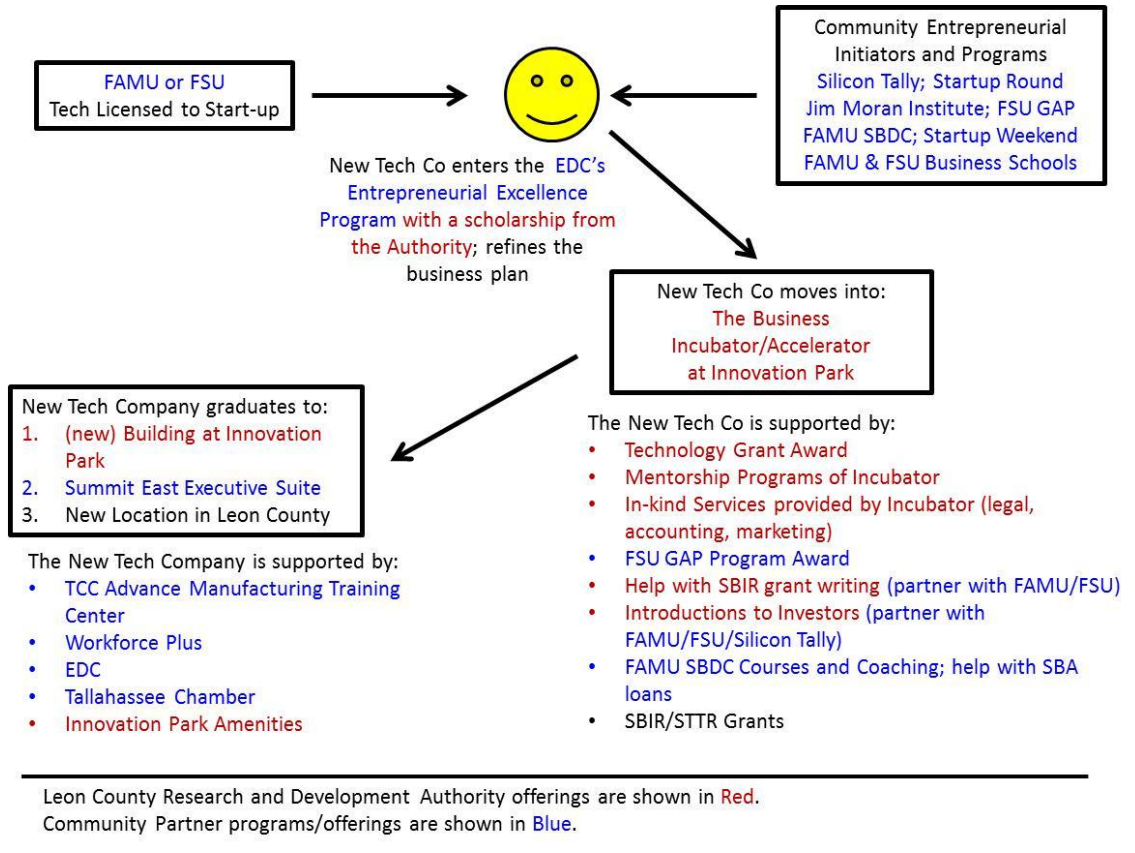 FAMU or FSU
Tech Licensed to Start-up
Community Entrepreneurial
Initiators and Programs
Silicon Tally; Startup Round
Jim Moran Institute; FSU GAP
FAMU SBDC; Startup Weekend
FAMU & FSU Business Schools
New Tech Co enters the EDC's
Entrepreneurial Excellence
Program with a scholarship from
the Authority; refines the
business plan
New Tech Co moves into:
The Business
Incubator/Accelerator
at Innovation Park
The New Tech Co is supported by:
• Technology Grant Award
• Mentorship Programs of Incubator
• In-kind Services provided by Incubator (legal,
accounting, marketing)
• FSU GAP Program Award
• Help with SBIR grant writing (partner with FAMU/FSU)
• Introductions to Investors (partner with
FAMU/FSU/Silicon Tally)
• FAMU SBDC Courses and Coaching; help with SBA
loans
• SBIR/STTR Grants
New Tech Company graduates to:
1. (new) Building at Innovation
Park
2. Summit East Executive Suite
3. New Location in Leon County
The New Tech Company is supported by:
• TCC Advance Manufacturing Training
Center
• Workforce Plus
• EDC
• Tallahassee Chamber
• Innovation Park Amenities
Leon County Research and Development Authority offerings are shown in Red.
Community Partner programs/offerings are shown in Blue.